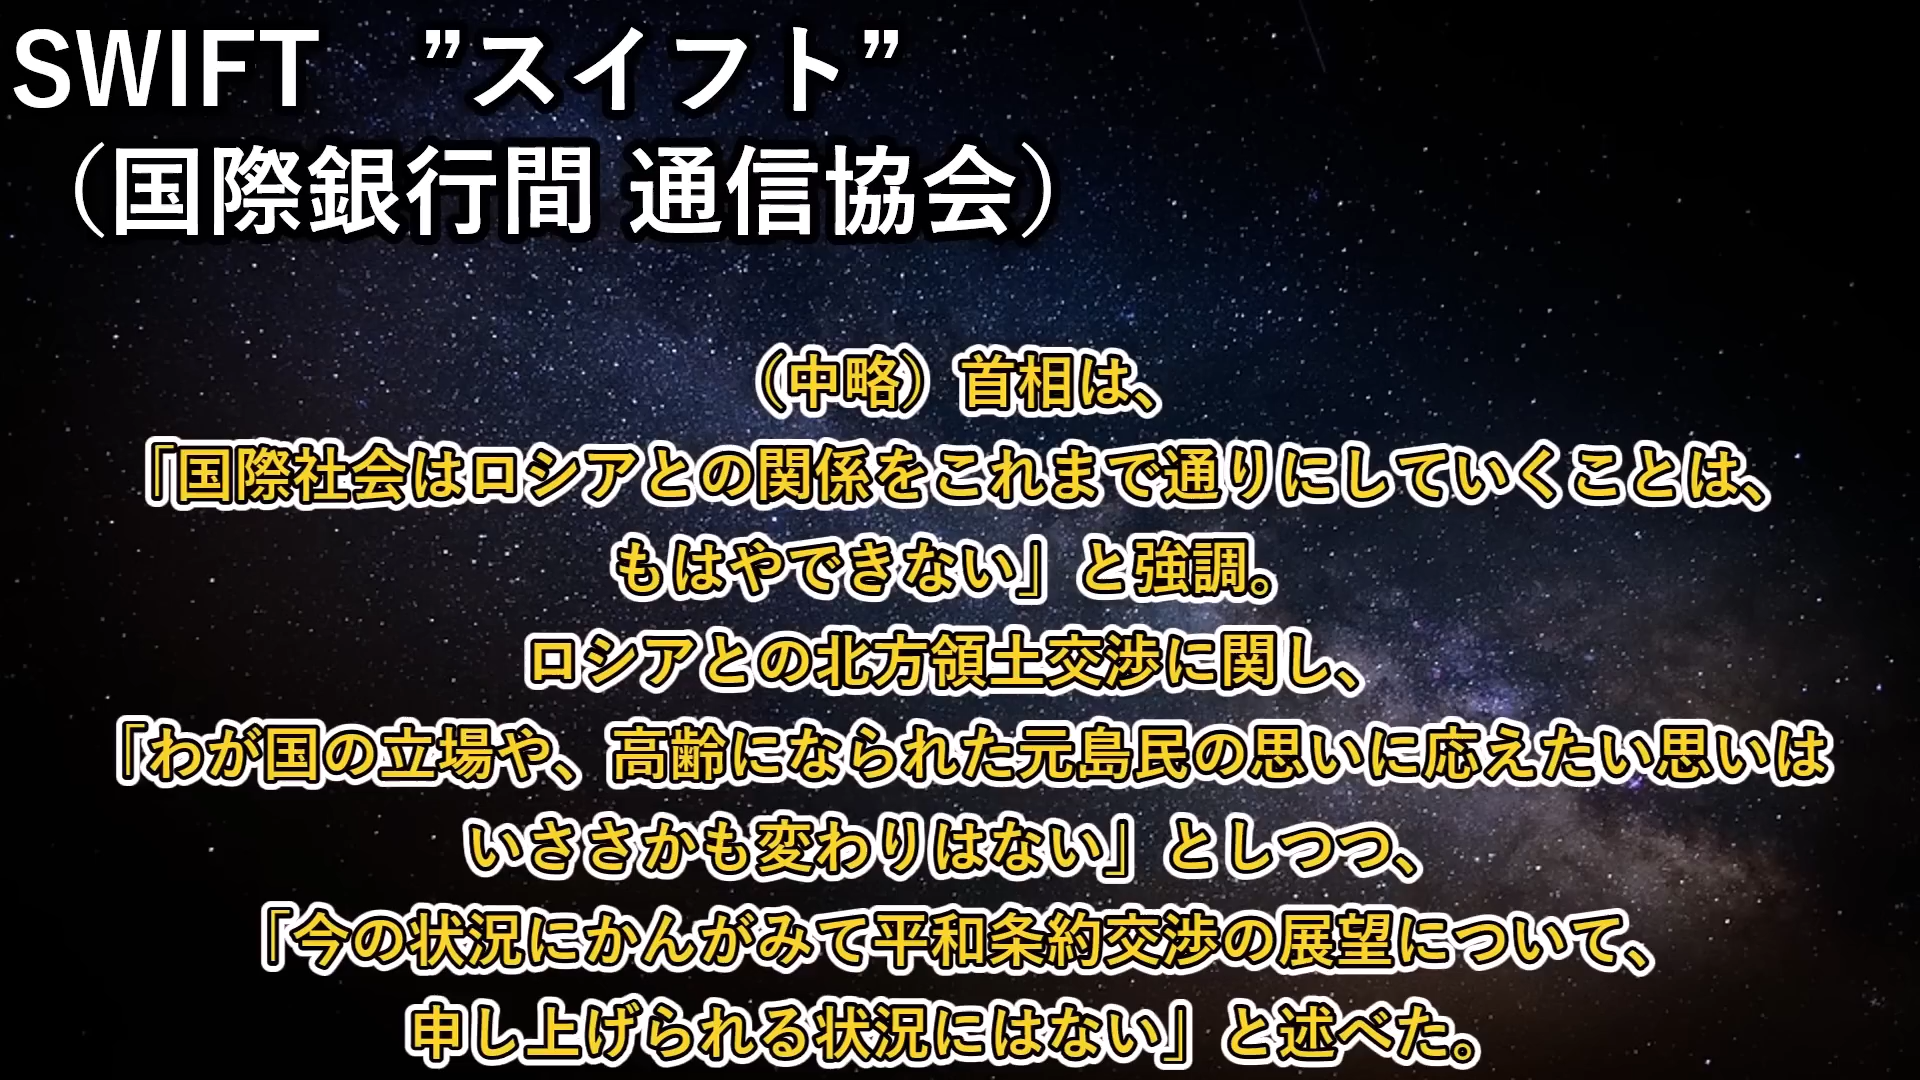 SWIFT　”スイフト”
（国際銀行間 通信協会）
（中略）首相は、
「国際社会はロシアとの関係をこれまで通りにしていくことは、
もはやできない」と強調。
ロシアとの北方領土交渉に関し、
「わが国の立場や、高齢になられた元島民の思いに応えたい思いは
いささかも変わりはない」としつつ、
「今の状況にかんがみて平和条約交渉の展望について、
申し上げられる状況にはない」と述べた。